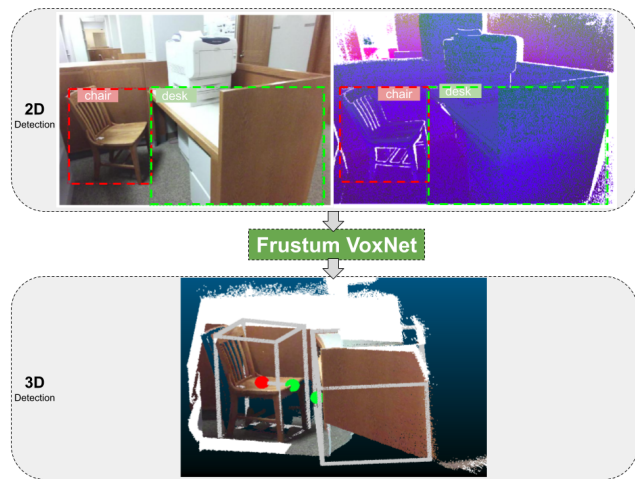 chair
desk
chair
desk
2D
Detection
Frustum VoxNet
3D
Detection